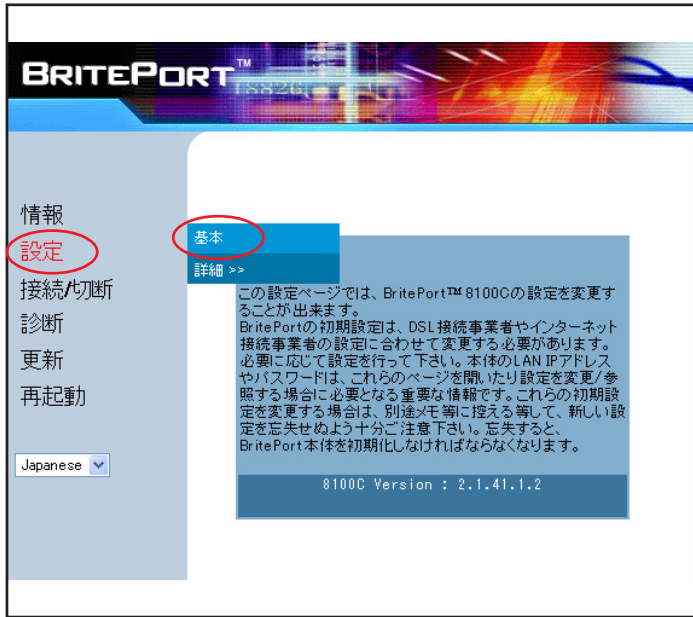 BRITEPORT™
情報
設定
接続/切断
診断
更新
再起動
Japanese
基本
詳細 >>
この設定ページでは、BritePort™ 8100Cの設定を変更す
ることが出来ます。
BritePortの初期設定は、DSL接続事業者やインターネット
接続事業者の設定に合わせて変更する必要があります。
必要に応じて設定を行って下さい。本体のLAN IPアドレス
やパスワードは、これらのページを開いたり設定を変更/参
照する場合に必要となる重要な情報です。これらの初期設
定を変更する場合は、別途メモ等に控える等して、新しい設
定を忘失せぬよう十分ご注意下さい。忘失すると、
BritePort本体を初期化しなければならなくなります。
8100C Version : 2.1.41.1.2